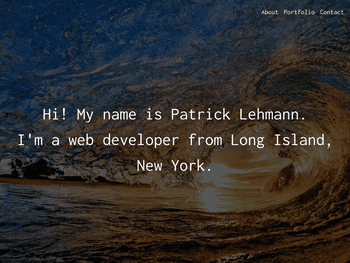 About Portfolio Contact
Hi! My name is Patrick Lehmann.
I'm a web developer from Long Island,
New York.